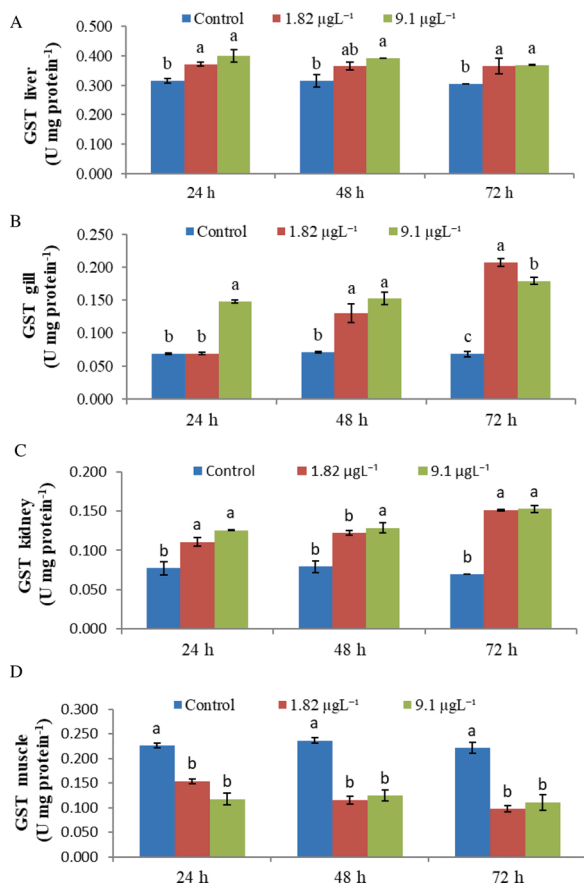 A
Control 1.82 µgL⁻¹ 9.1 µgL⁻¹
GST liver
(U mg protein⁻¹)
0.500
0.400
0.300
0.200
0.100
0.000
b a a b ab a b a a
24 h 48 h 72 h
B
Control 1.82 µgL⁻¹ 9.1 µgL⁻¹
GST gill
(U mg protein⁻¹)
0.250
0.200
0.150
0.100
0.050
0.000
b b a b a a c a b
24 h 48 h 72 h
C
Control 1.82 µgL⁻¹ 9.1 µgL⁻¹
GST kidney
(U mg protein⁻¹)
0.200
0.150
0.100
0.050
0.000
b a a b b a b a a
24 h 48 h 72 h
D
Control 1.82 µgL⁻¹ 9.1 µgL⁻¹
GST muscle
(U mg protein⁻¹)
0.300
0.250
0.200
0.150
0.100
0.050
0.000
a b b a b b a b b
24 h 48 h 72 h